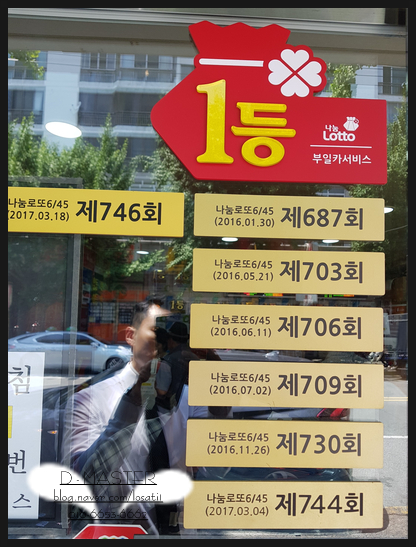 1등
나눔
Lotto
부일카서비스
나눔로또6/45
(2017.03.18)
제746회
나눔로또6/45
(2016.01.30)
제687회
나눔로또6/45
(2016.05.21)
제703회
나눔로또6/45
(2016.06.11)
제706회
나눔로또6/45
(2016.07.02)
제709회
나눔로또6/45
(2016.11.26)
제730회
나눔로또6/45
(2017.03.04)
제744회
침
번
스
D-MASTER